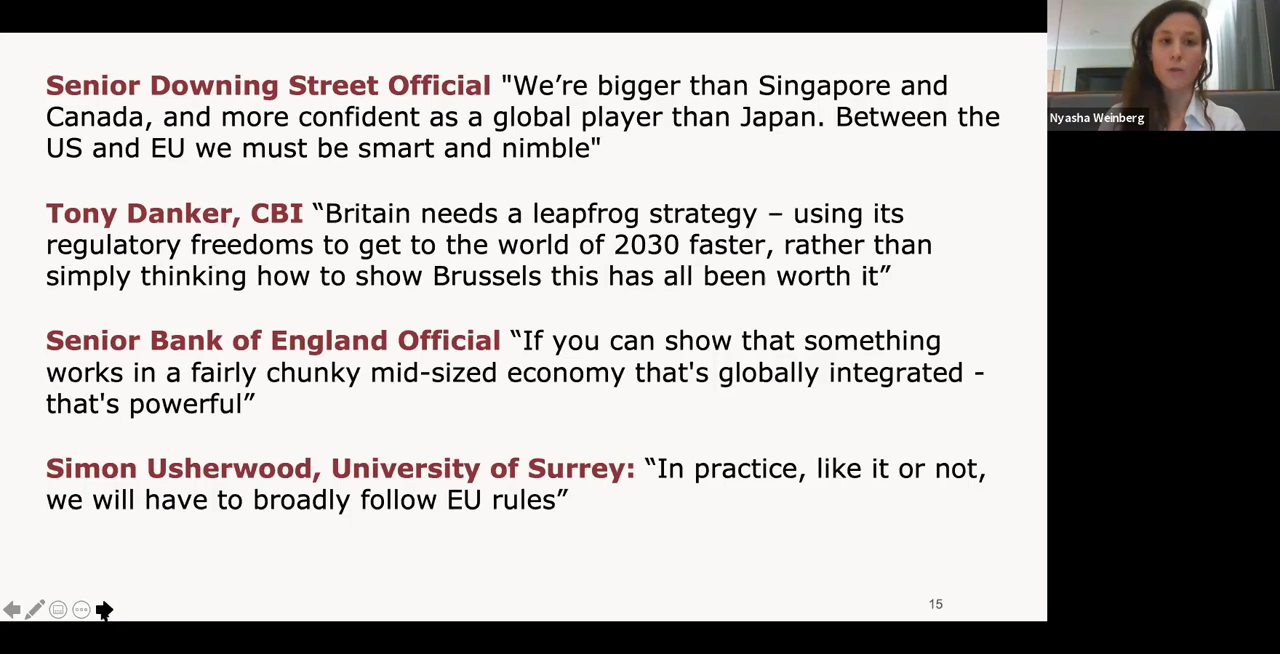 Senior Downing Street Official "We’re bigger than Singapore and
Canada, and more confident as a global player than Japan. Between the
US and EU we must be smart and nimble"
Tony Danker, CBI “Britain needs a leapfrog strategy – using its
regulatory freedoms to get to the world of 2030 faster, rather than
simply thinking how to show Brussels this has all been worth it”
Senior Bank of England Official “If you can show that something
works in a fairly chunky mid-sized economy that's globally integrated -
that's powerful”
Simon Usherwood, University of Surrey: “In practice, like it or not,
we will have to broadly follow EU rules”
15
Nyasha Weinberg